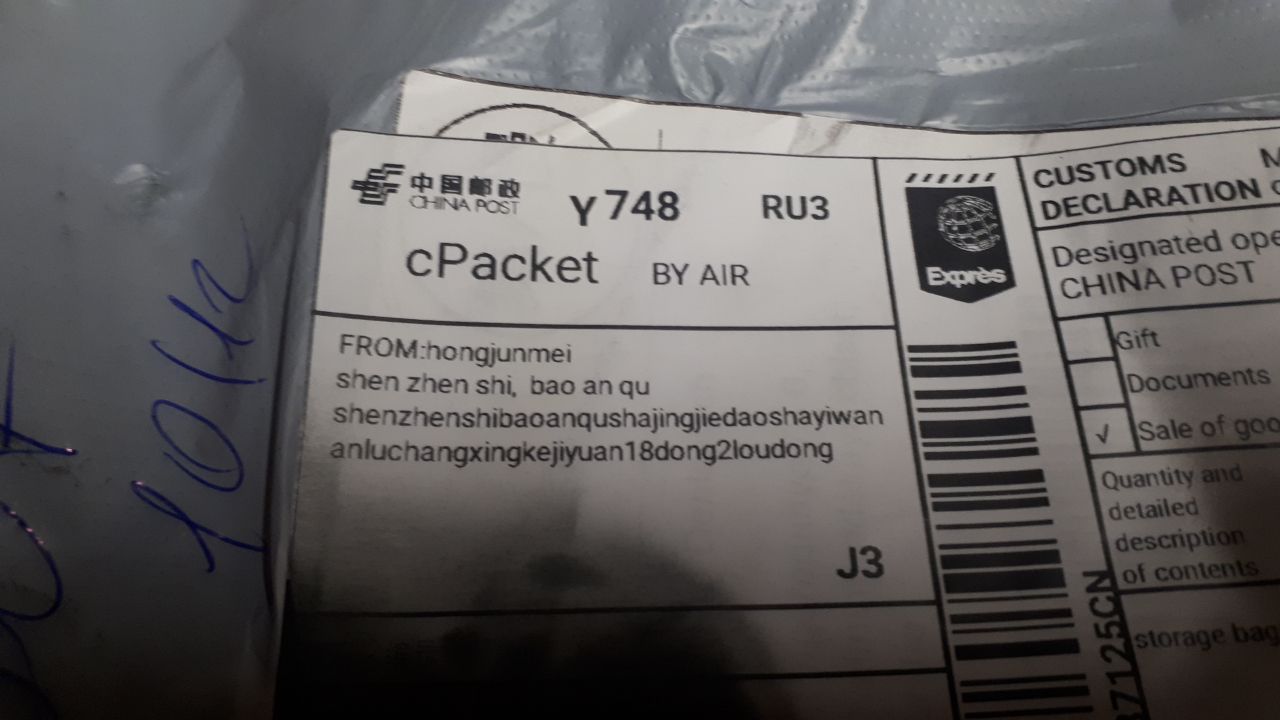 中国邮政
CHINA POST
Y748 RU3
cPacket BY AIR
FROM:hongjunmei
shen zhen shi, bao an qu
shenzhenshibaoanqushajingjiedaoshayiwan
anluchangxingkejiyuan18dong2loudong
J3
Exprès
7125CN
CUSTOMS
DECLARATION
Designated ope
CHINA POST
Gift
Documents
√ Sale of goo
Quantity and
detailed
description
of contents
storage bag